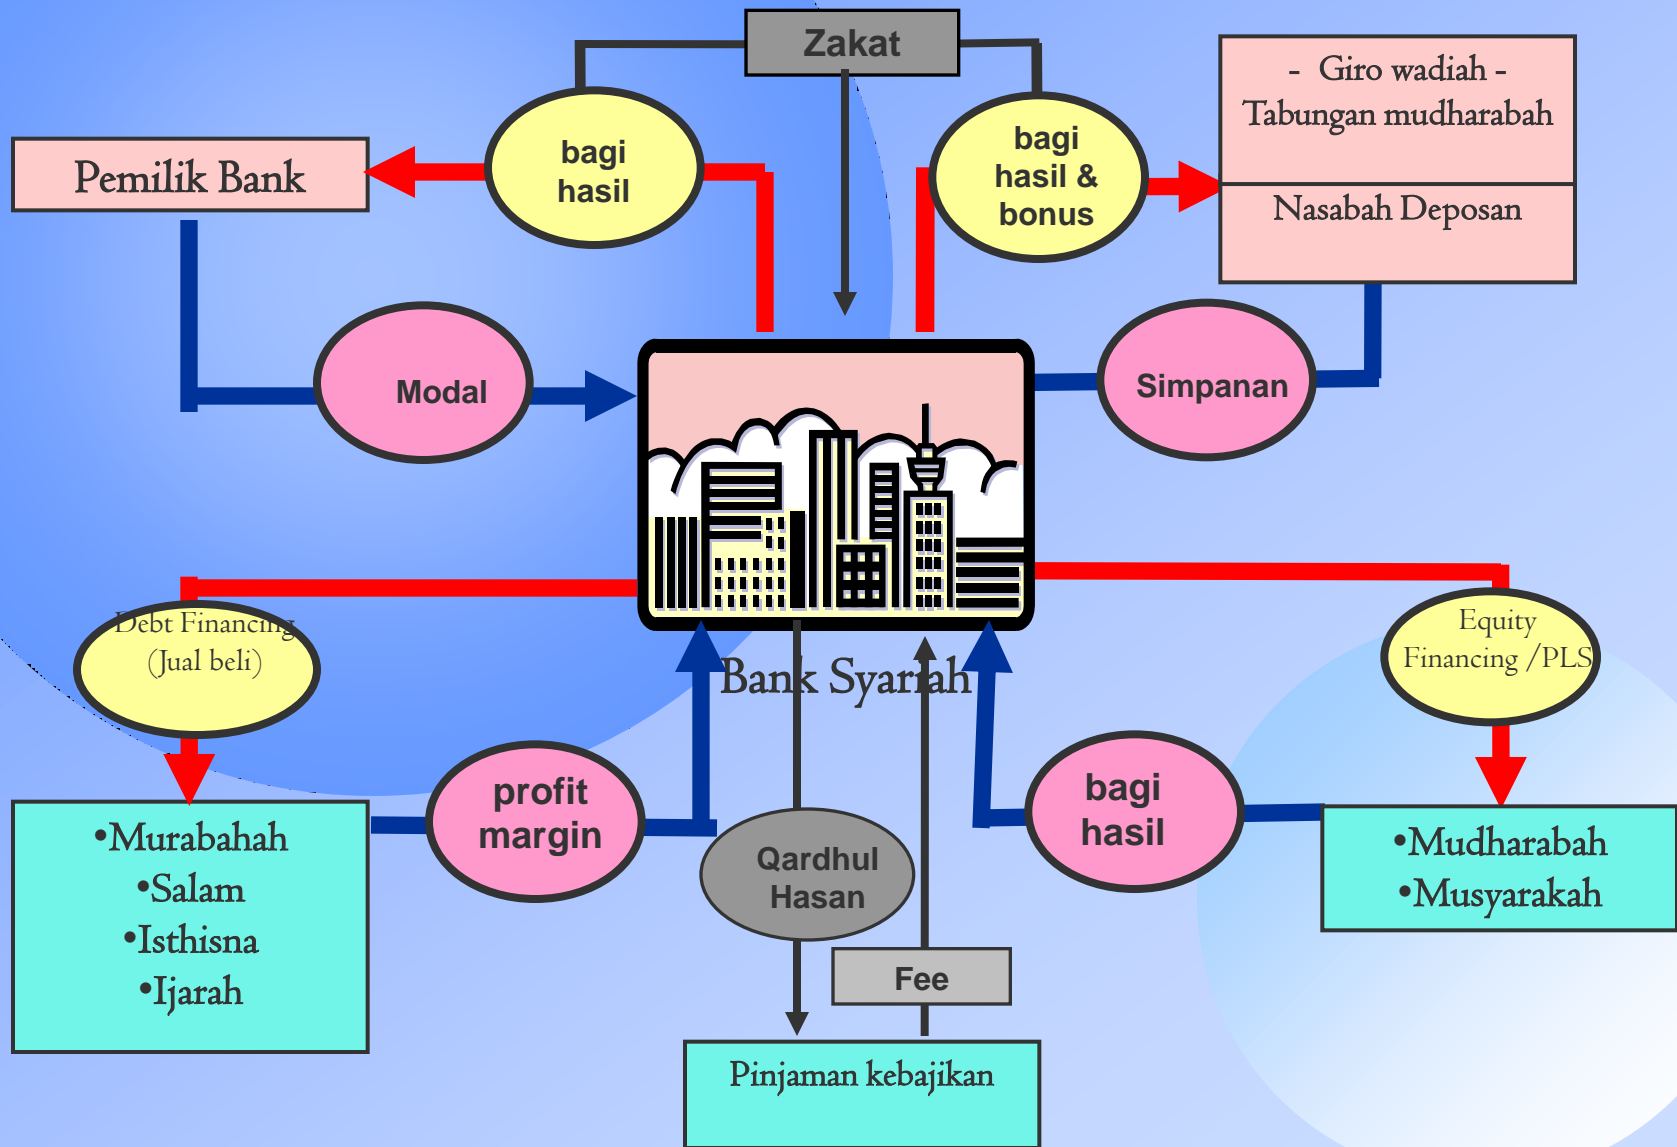 Zakat
- Giro wadiah -
Tabungan mudharabah
Nasabah Deposan
bagi
hasil &
bonus
bagi
hasil
Pemilik Bank
Modal
Simpanan
Bank Syariah
Debt Financing
(Jual beli)
Equity
Financing /PLS
profit
margin
bagi
hasil
•Murabahah
•Salam
•Isthisna
•Ijarah
Qardhul
Hasan
•Mudharabah
•Musyarakah
Fee
Pinjaman kebajikan